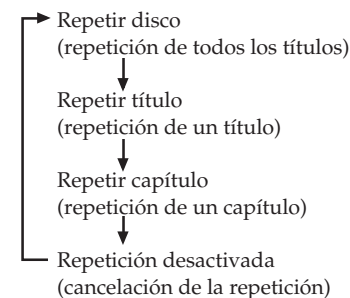 Repetir disco
(repetición de todos los títulos)
Repetir título
(repetición de un título)
Repetir capítulo
(repetición de un capítulo)
Repetición desactivada
(cancelación de la repetición)